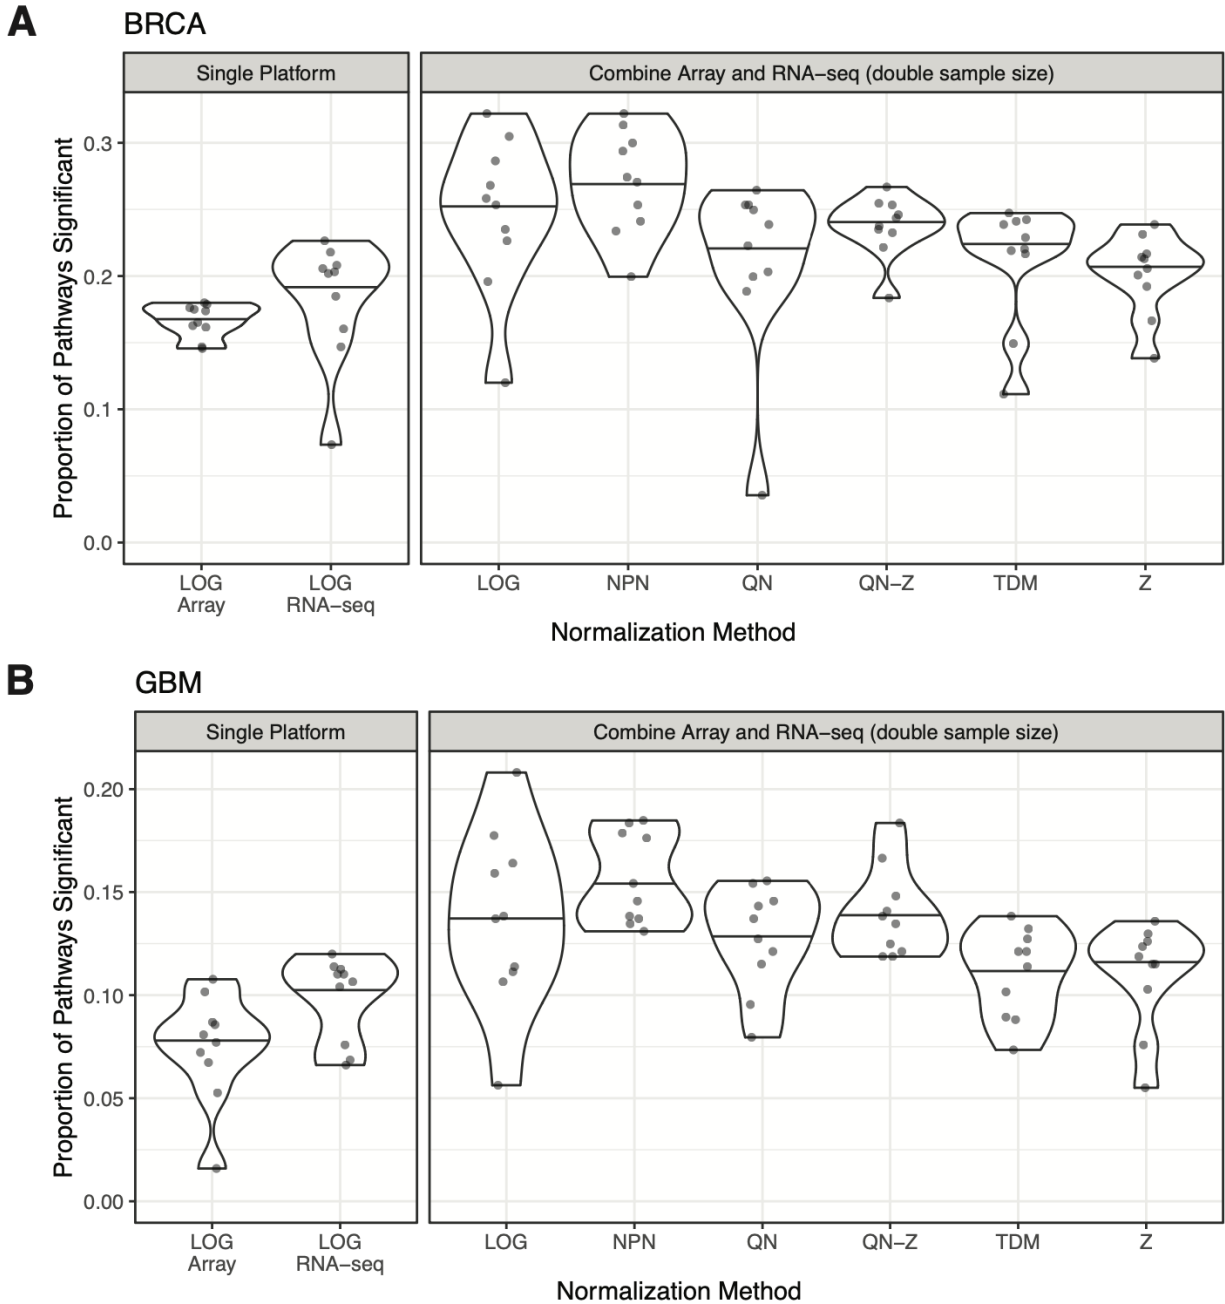 A BRCA
Single Platform
Combine Array and RNA−seq (double sample size)
Proportion of Pathways Significant
0.3
0.2
0.1
0.0
LOG Array
LOG RNA−seq
LOG
NPN
QN
QN−Z
TDM
Z
Normalization Method
B GBM
Single Platform
Combine Array and RNA−seq (double sample size)
Proportion of Pathways Significant
0.20
0.15
0.10
0.05
0.00
LOG Array
LOG RNA−seq
LOG
NPN
QN
QN−Z
TDM
Z
Normalization Method